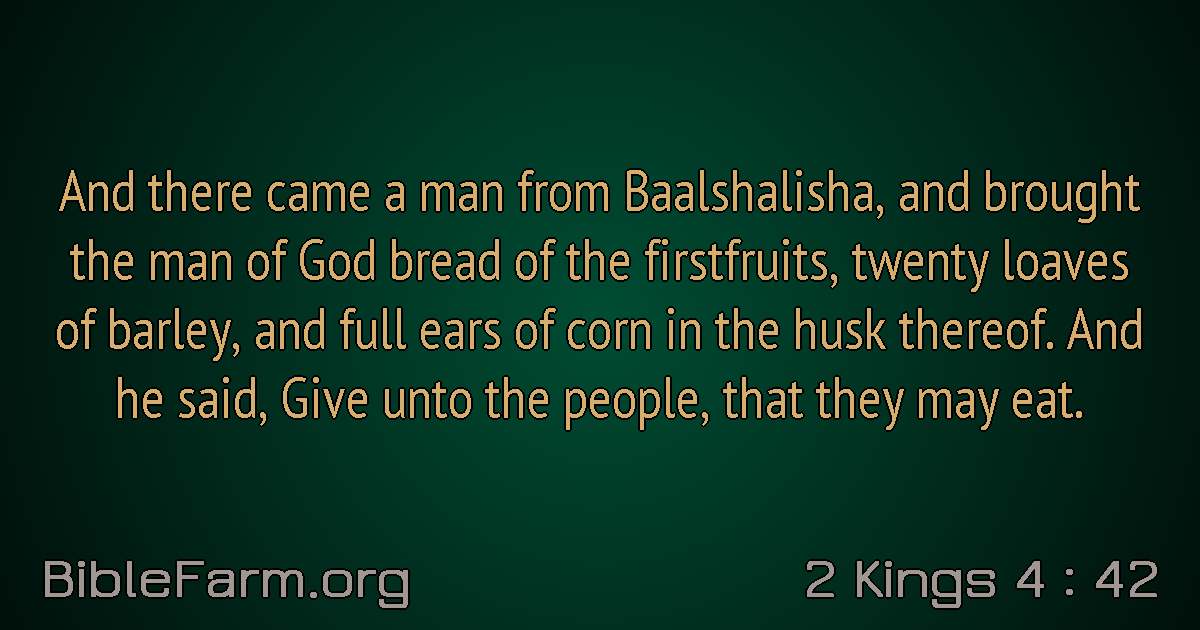 And there came a man from Baalshalisha, and brought
the man of God bread of the firstfruits, twenty loaves
of barley, and full ears of corn in the husk thereof. And
he said, Give unto the people, that they may eat.
BibleFarm.org
2 Kings 4 : 42